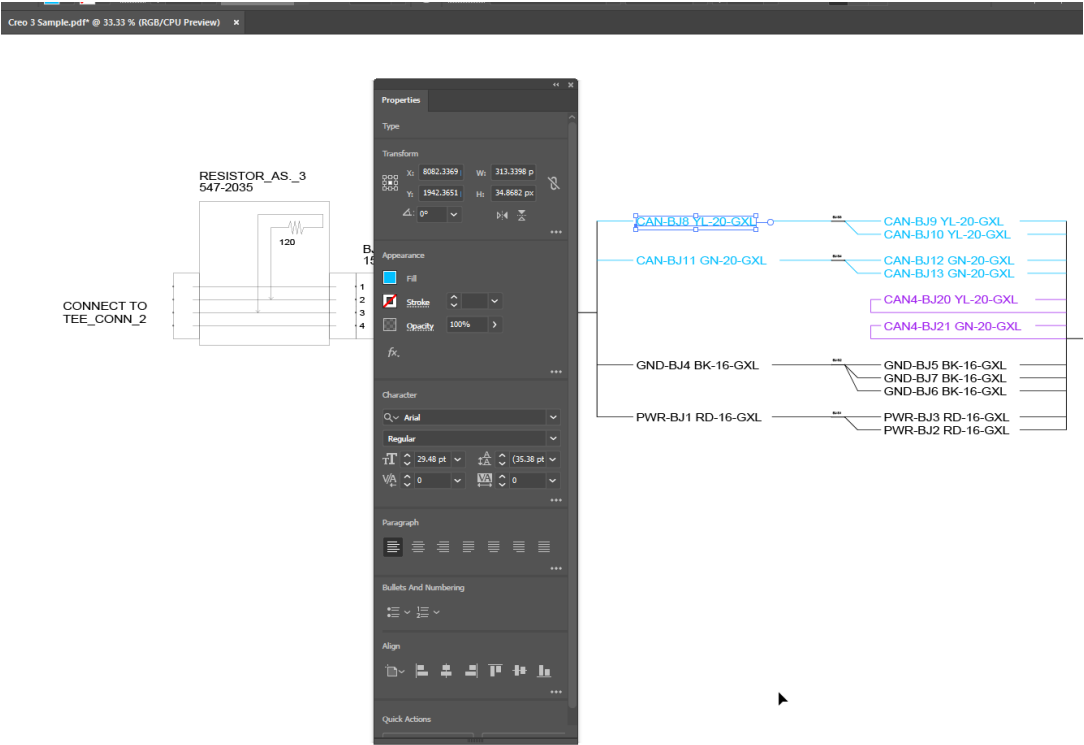 Creo 3 Sample.pdf* @ 33.33 % (RGB/CPU Preview) ×
RESISTOR_AS._3
547-2035
120
B
15
1
2
3
4
CONNECT TO
TEE_CONN_2
Properties
Type
Transform
X: 8082.3369 W: 313.3398 p
Y: 1942.3651 H: 34.8682 px
0°
Appearance
Fill
Stroke
Opacity 100%
fx.
Character
Arial
Regular
29.48 pt (35.38 pt
0 0
Paragraph
Bullets And Numbering
Align
Quick Actions
CAN-BJ8 YL-20-GXL
CAN-BJ9 YL-20-GXL
CAN-BJ10 YL-20-GXL
CAN-BJ11 GN-20-GXL
CAN-BJ12 GN-20-GXL
CAN-BJ13 GN-20-GXL
CAN4-BJ20 YL-20-GXL
CAN4-BJ21 GN-20-GXL
GND-BJ4 BK-16-GXL
GND-BJ5 BK-16-GXL
GND-BJ7 BK-16-GXL
GND-BJ6 BK-16-GXL
PWR-BJ1 RD-16-GXL
PWR-BJ3 RD-16-GXL
PWR-BJ2 RD-16-GXL